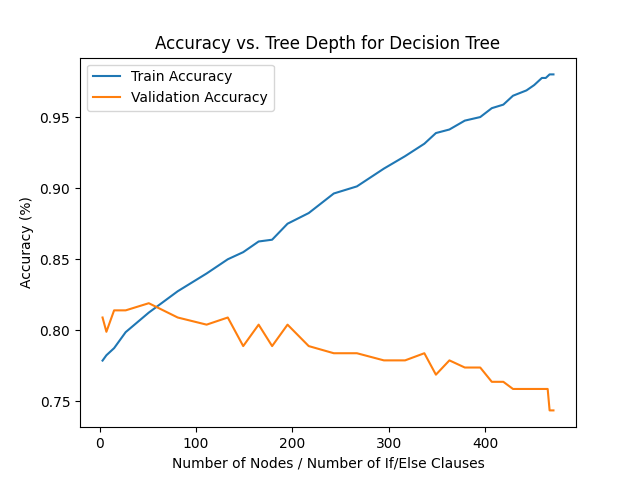 Accuracy vs. Tree Depth for Decision Tree
Train Accuracy
Validation Accuracy
Accuracy (%)
0.95
0.90
0.85
0.80
0.75
0 100 200 300 400
Number of Nodes / Number of If/Else Clauses